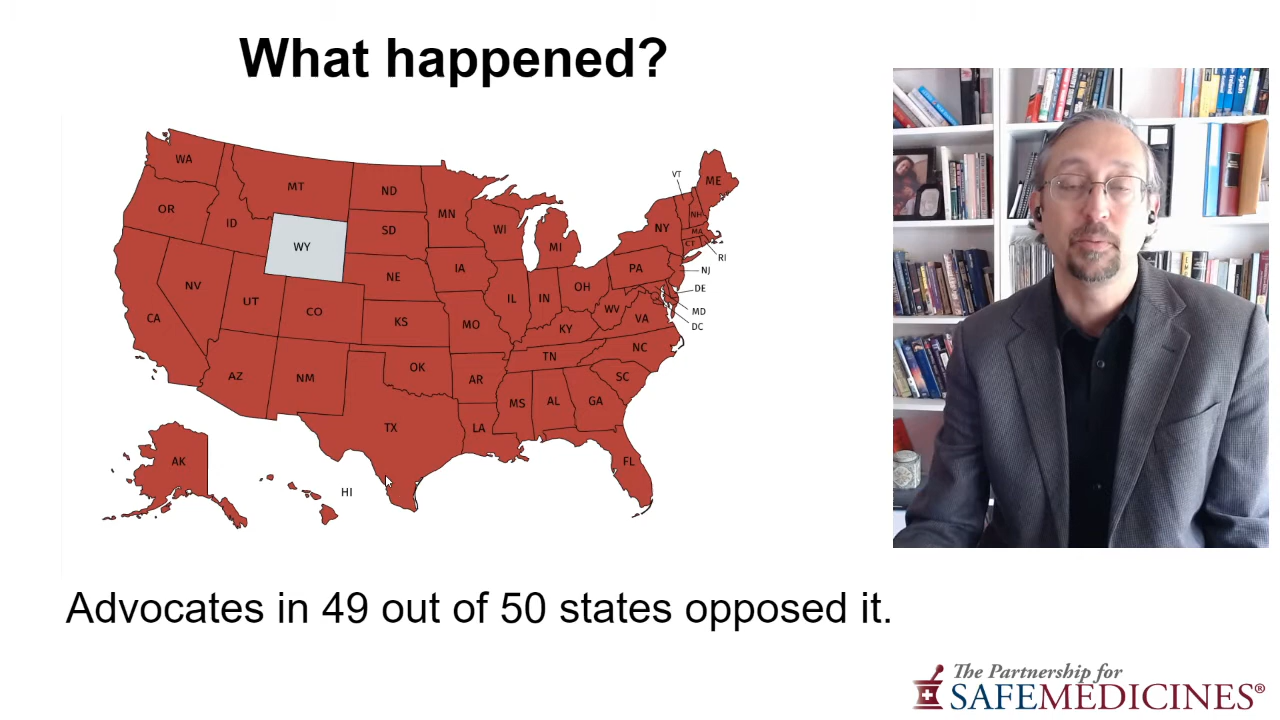 What happened?
WA
MT
ND
MN
VT
ME
OR
ID
WY
SD
WI
MI
NY
NH
MA
CT
RI
NV
UT
CO
NE
IA
IL
IN
OH
PA
NJ
DE
MD
DC
CA
KS
MO
KY
WV
VA
AZ
NM
OK
AR
TN
NC
SC
MS
AL
GA
TX
LA
FL
AK
HI
Spain
Advocates in 49 out of 50 states opposed it.
The Partnership for
SAFEMEDICINES®